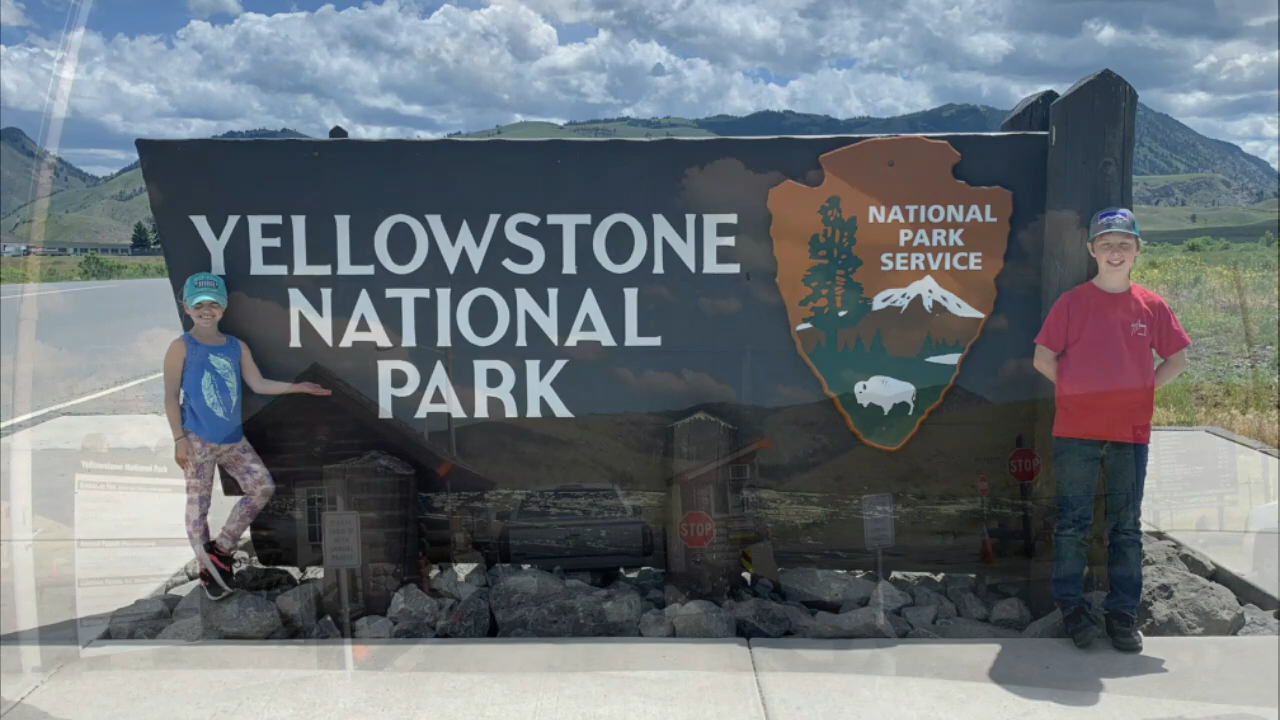 YELLOWSTONE
NATIONAL
PARK
NATIONAL
PARK
SERVICE
STOP
STOP
Yellowstone National Park